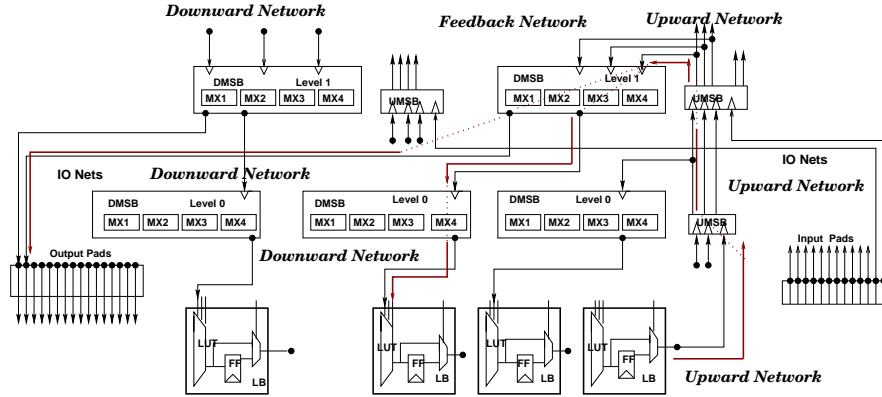 Downward Network
Feedback Network
Upward Network
DMSB Level 1
MX1 MX2 MX3 MX4
UMSB
DMSB Level 1
MX1 MX2 MX3 MX4
UMSB
IO Nets
Downward Network
IO Nets
Upward Network
DMSB Level 0
MX1 MX2 MX3 MX4
DMSB Level 0
MX1 MX2 MX3 MX4
DMSB Level 0
MX1 MX2 MX3 MX4
UMSB
Output Pads
Downward Network
Input Pads
LUT
FF
LB
LUT
FF
LB
LUT
FF
LB
LUT
FF
LB
Upward Network